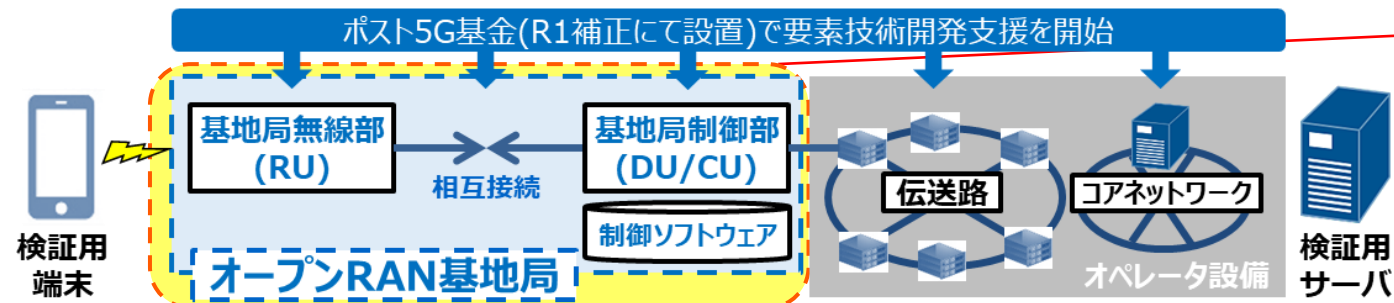 ポスト5G基金(R1補正にて設置)で要素技術開発支援を開始
基地局無線部
(RU)
相互接続
基地局制御部
(DU/CU)
制御ソフトウェア
オープンRAN基地局
伝送路
コアネットワーク
オペレータ設備
検証用
端末
検証用
サーバ